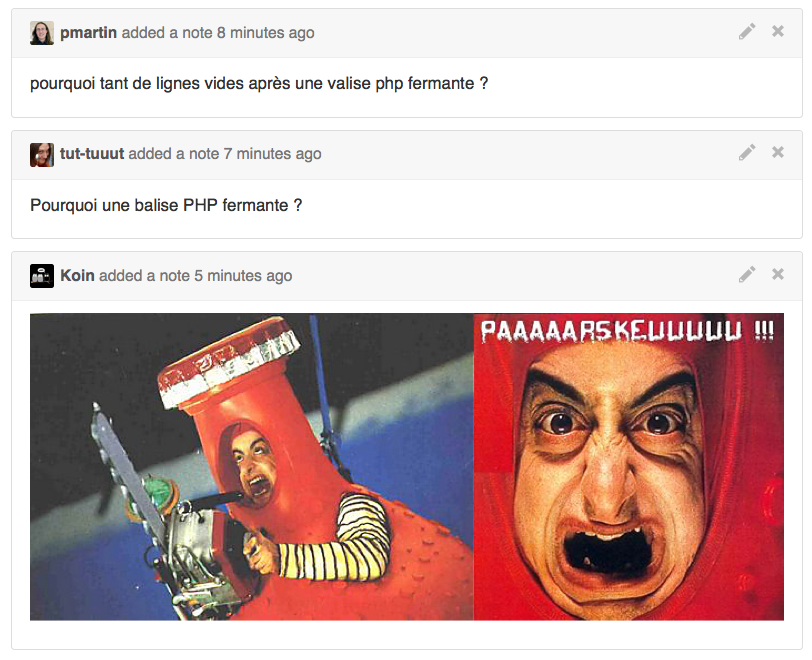 pmartin added a note 8 minutes ago
pourquoi tant de lignes vides après une valise php fermante ?
tut-tuuut added a note 7 minutes ago
Pourquoi une balise PHP fermante ?
Koin added a note 5 minutes ago
PAAAAARSKEUUUUU !!!